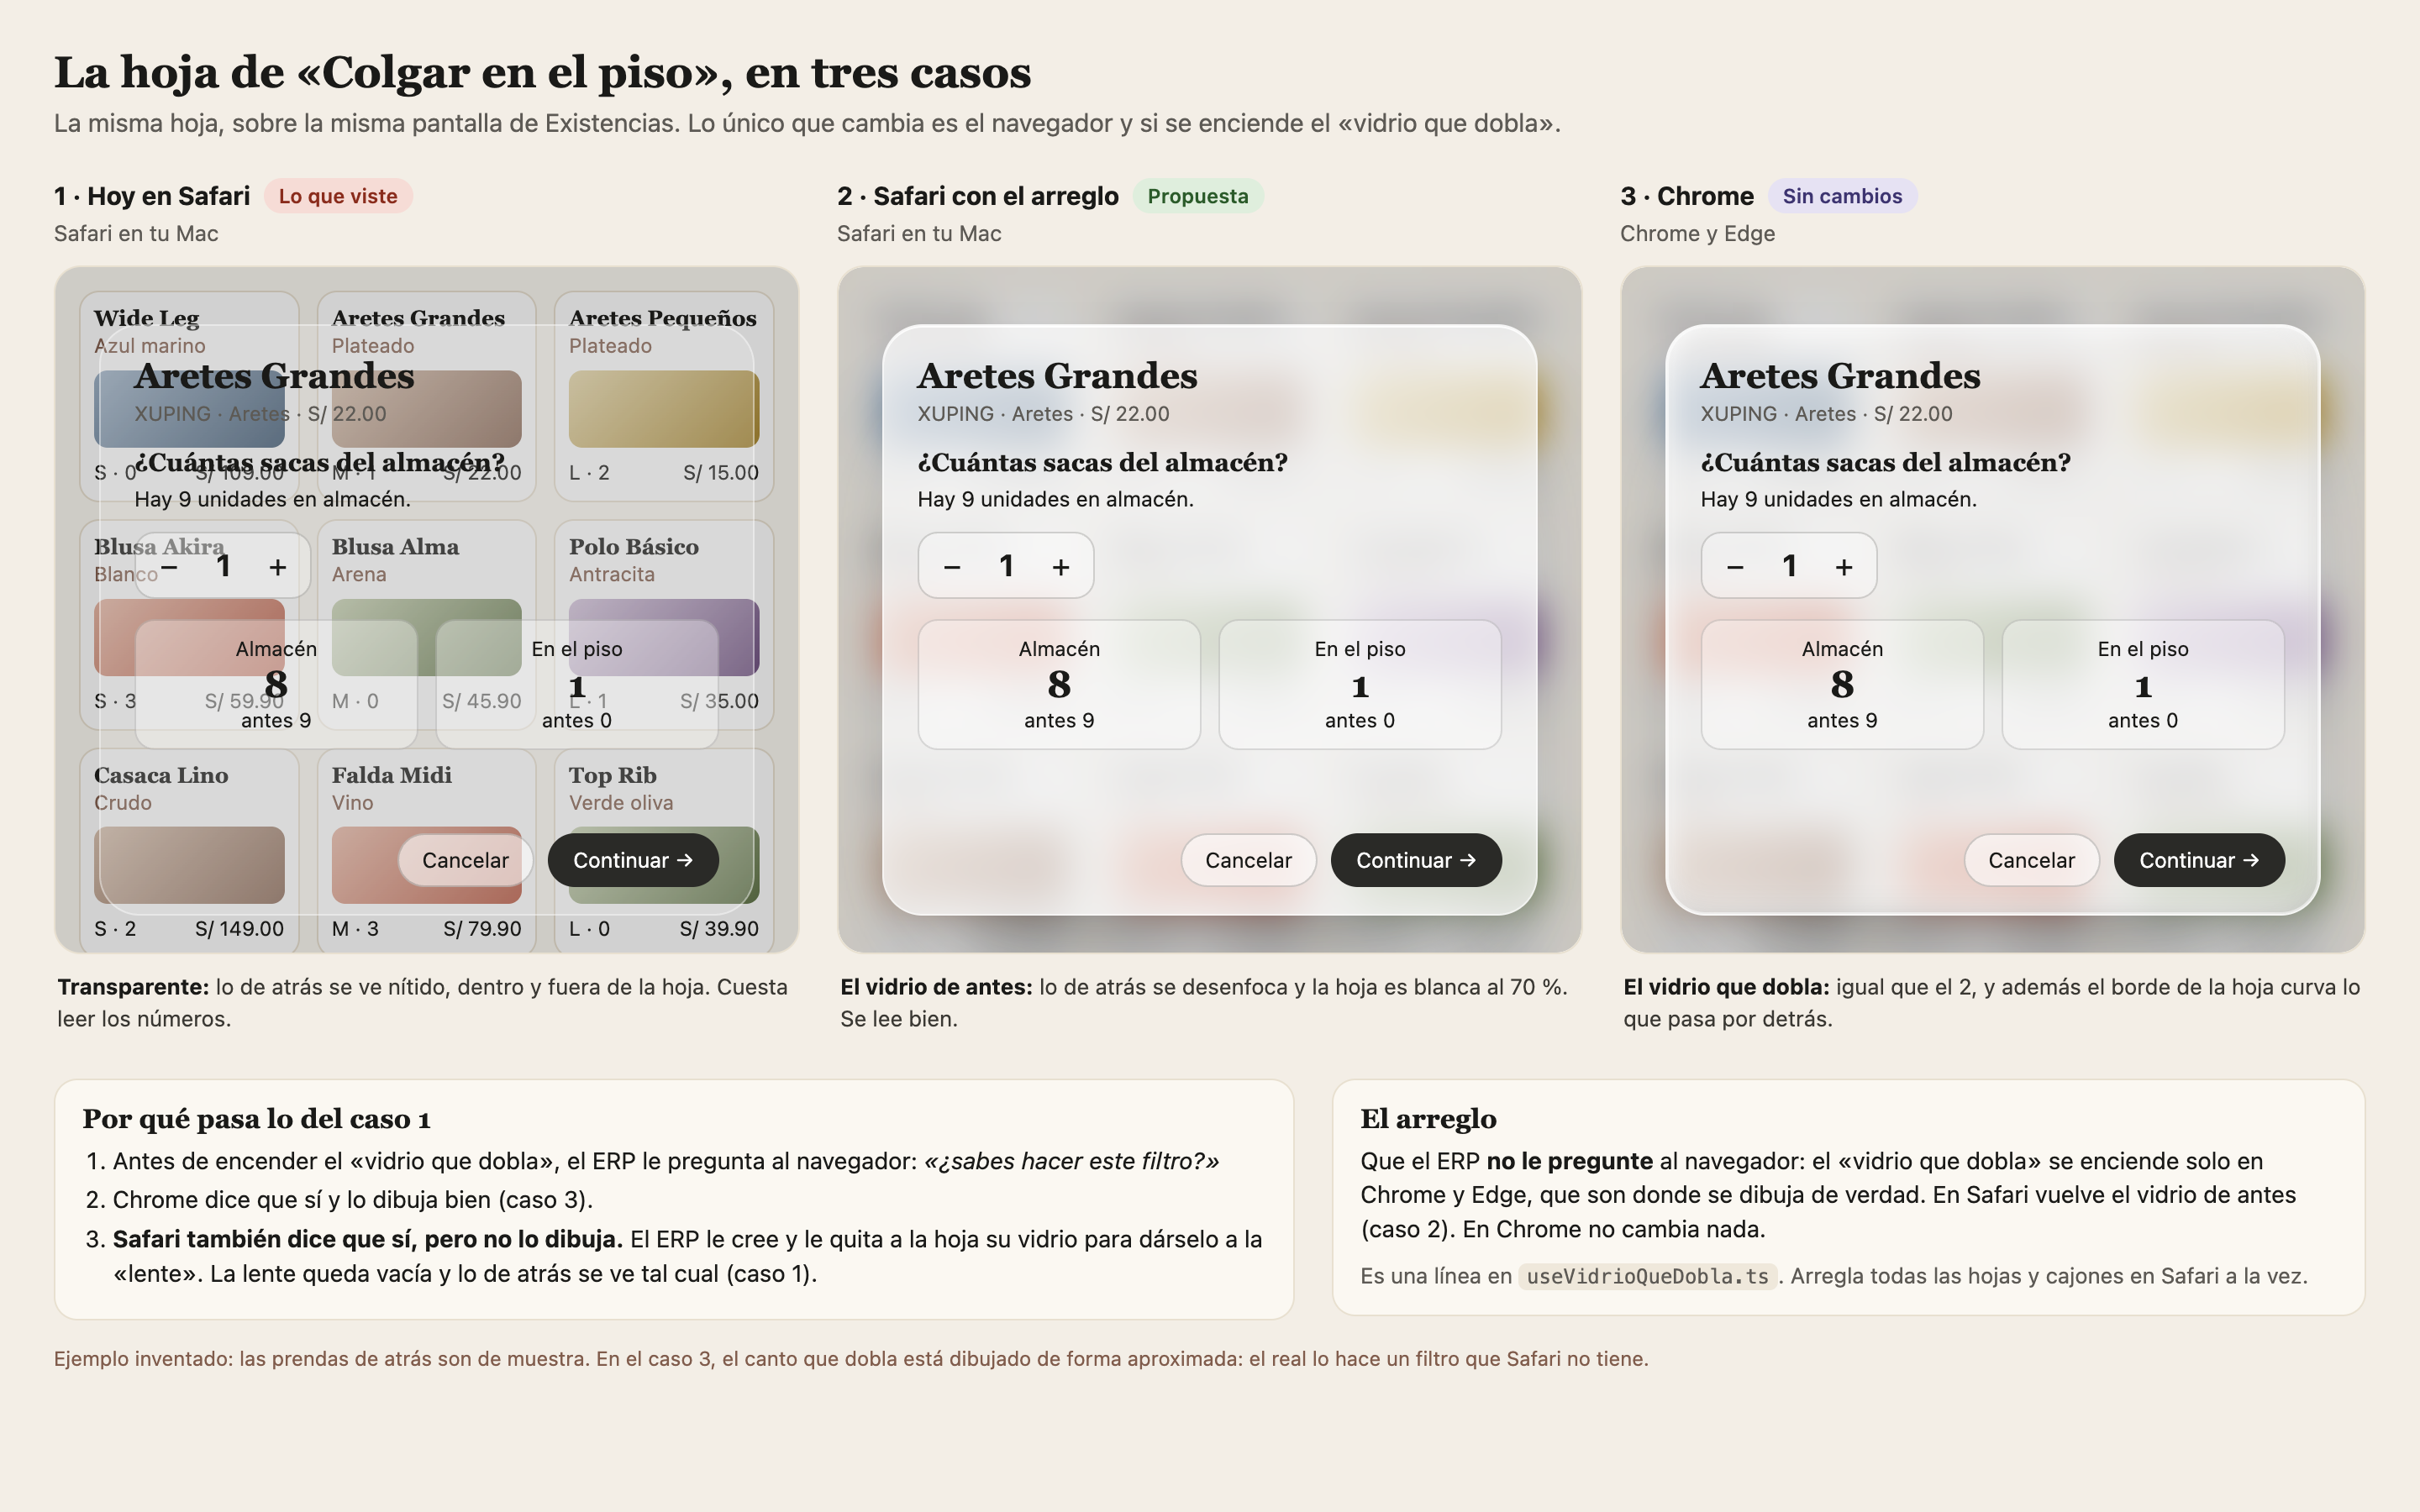 La hoja de «Colgar en el piso», en tres casos
La misma hoja, sobre la misma pantalla de Existencias. Lo único que cambia es el navegador y si se enciende el «vidrio que dobla».
1 · Hoy en Safari
Lo que viste
Safari en tu Mac
Wide Leg
Azul marino
Aretes Grandes
Plateado
Aretes Pequeños
Plateado
Aretes Grandes
XUPING · Aretes · S/ 22.00
S · 0
S/ 109.00
M · 1
S/ 22.00
L · 2
S/ 15.00
¿Cuántas sacas del almacén?
Hay 9 unidades en almacén.
Blusa Akira
Blanco
Blusa Alma
Arena
Polo Básico
Antracita
− 1 +
Almacén
8
antes 9
En el piso
1
antes 0
S · 3
S/ 59.90
M · 0
S/ 45.90
L · 1
S/ 35.00
Casaca Lino
Crudo
Falda Midi
Vino
Top Rib
Verde oliva
Cancelar
Continuar →
S · 2
S/ 149.00
M · 3
S/ 79.90
L · 0
S/ 39.90
Transparente: lo de atrás se ve nítido, dentro y fuera de la hoja. Cuesta
leer los números.
2 · Safari con el arreglo
Propuesta
Safari en tu Mac
Aretes Grandes
XUPING · Aretes · S/ 22.00
¿Cuántas sacas del almacén?
Hay 9 unidades en almacén.
− 1 +
Almacén
8
antes 9
En el piso
1
antes 0
Cancelar
Continuar →
El vidrio de antes: lo de atrás se desenfoca y la hoja es blanca al 70 %.
Se lee bien.
3 · Chrome
Sin cambios
Chrome y Edge
Aretes Grandes
XUPING · Aretes · S/ 22.00
¿Cuántas sacas del almacén?
Hay 9 unidades en almacén.
− 1 +
Almacén
8
antes 9
En el piso
1
antes 0
Cancelar
Continuar →
El vidrio que dobla: igual que el 2, y además el borde de la hoja curva lo
que pasa por detrás.
Por qué pasa lo del caso 1
1. Antes de encender el «vidrio que dobla», el ERP le pregunta al navegador: «¿sabes hacer este filtro?»
2. Chrome dice que sí y lo dibuja bien (caso 3).
3. Safari también dice que sí, pero no lo dibuja. El ERP le cree y le quita a la hoja su vidrio para dárselo a la
«lente». La lente queda vacía y lo de atrás se ve tal cual (caso 1).
El arreglo
Que el ERP no le pregunte al navegador: el «vidrio que dobla» se enciende solo en
Chrome y Edge, que son donde se dibuja de verdad. En Safari vuelve el vidrio de antes
(caso 2). En Chrome no cambia nada.
Es una línea en useVidrioQueDobla.ts. Arregla todas las hojas y cajones en Safari a la vez.
Ejemplo inventado: las prendas de atrás son de muestra. En el caso 3, el canto que dobla está dibujado de forma aproximada: el real lo hace un filtro que Safari no tiene.